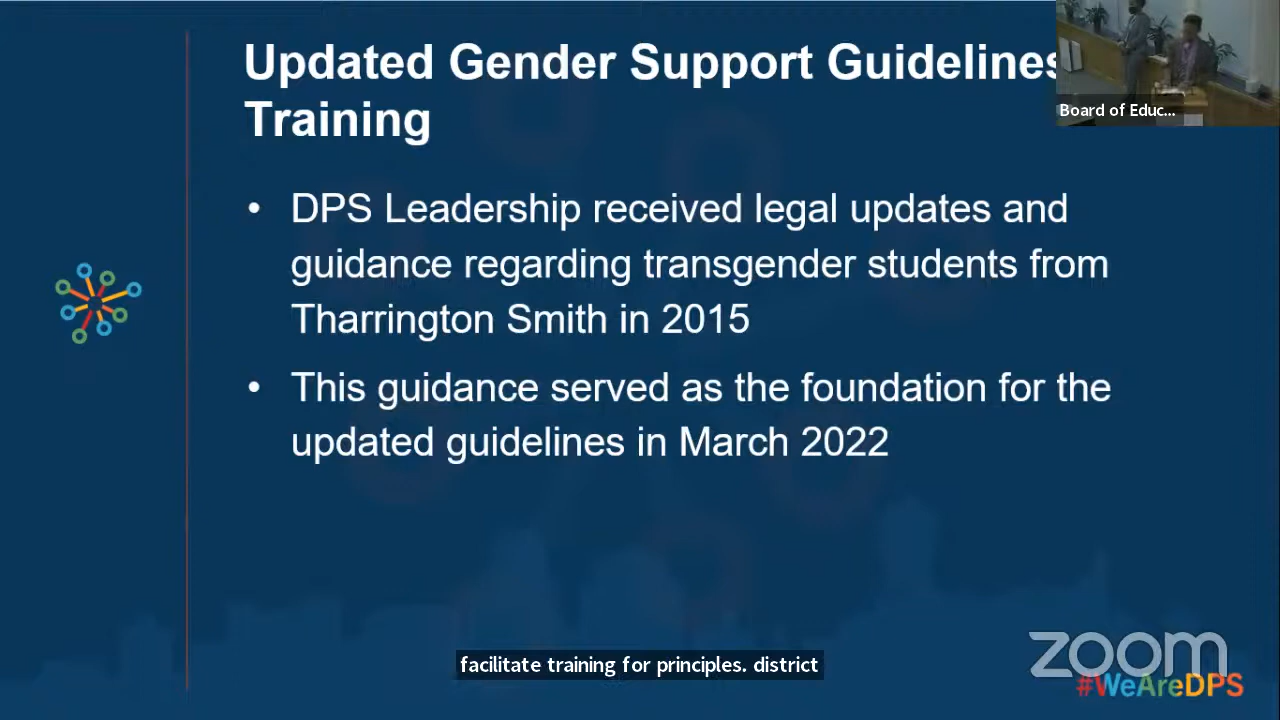 Updated Gender Support Guidelines
Training
Board of Educ...
• DPS Leadership received legal updates and
guidance regarding transgender students from
Tharrington Smith in 2015
• This guidance served as the foundation for the
updated guidelines in March 2022
facilitate training for principles. district
zoom
#WeAreDPS